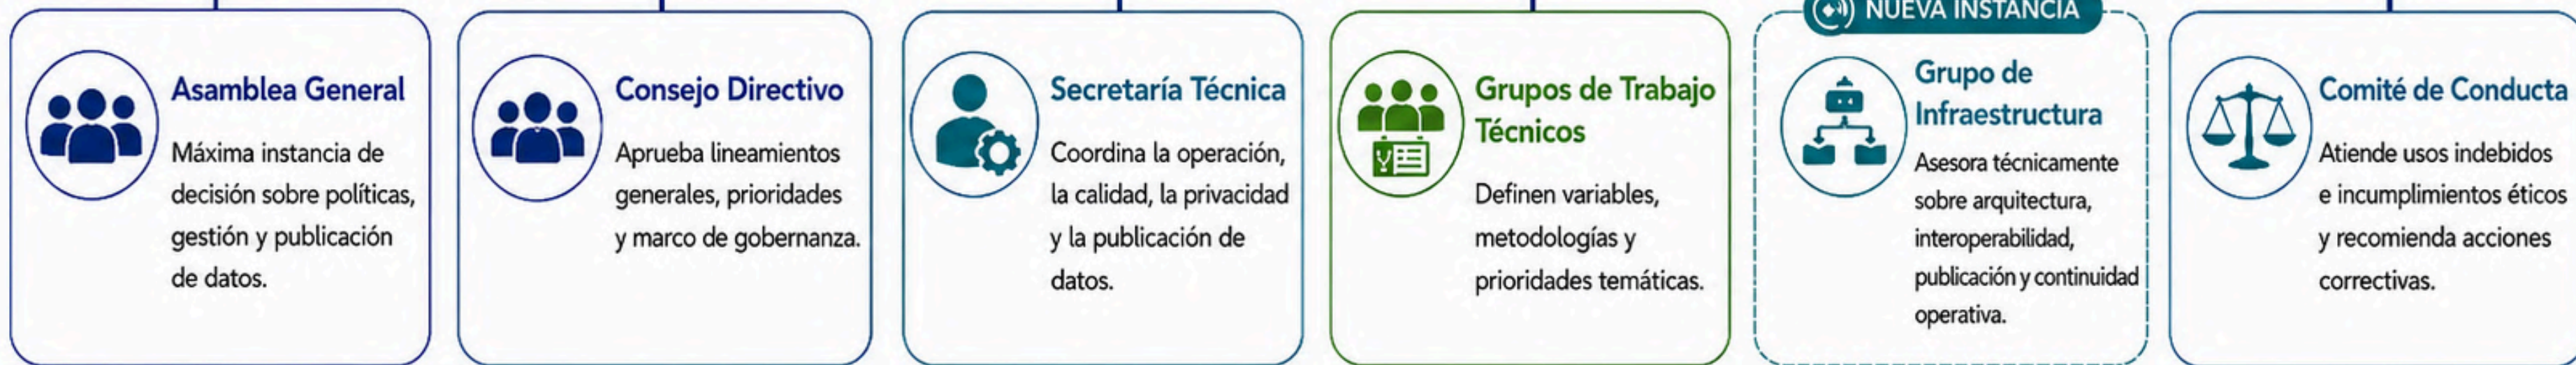 Asamblea General
Máxima instancia de
decisión sobre políticas,
gestión y publicación
de datos.
Consejo Directivo
Aprueba lineamientos
generales, prioridades
y marco de gobernanza.
Secretaría Técnica
Coordina la operación,
la calidad, la privacidad
y la publicación de
datos.
Grupos de Trabajo
Técnicos
Definen variables,
metodologías y
prioridades temáticas.
NUEVA INSTANCIA
Grupo de
Infraestructura
Asesora técnicamente
sobre arquitectura,
interoperabilidad,
publicación y continuidad
operativa.
Comité de Conducta
Atiende usos indebidos
e incumplimientos éticos
y recomienda acciones
correctivas.